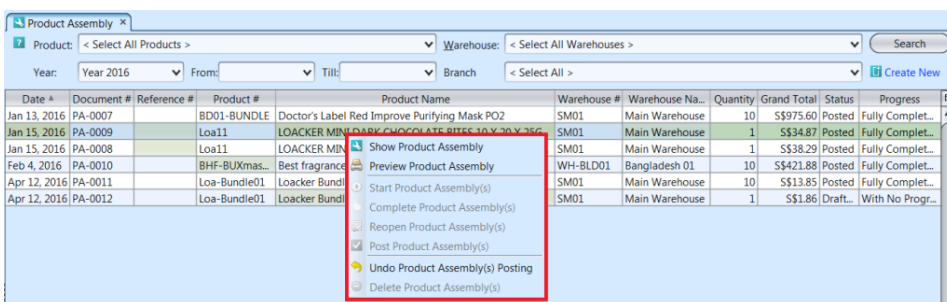 Product Assembly ×
? Product: < Select All Products > Warehouse: < Select All Warehouses > Search
Year: Year 2016 From: Till: Branch < Select All > Create New
Date Document # Reference # Product # Product Name Warehouse # Warehouse Na... Quantity Grand Total Status Progress
Jan 13, 2016 PA-0007 BD01-BUNDLE Doctor's Label Red Improve Purifying Mask PO2 SM01 Main Warehouse 10 S$975.60 Posted Fully Complet...
Jan 15, 2016 PA-0009 Loa11 LOACKER MINI DARK CHOCOLATE BITES 10 X 20 X 25G SM01 Main Warehouse 1 S$34.87 Posted Fully Complet...
Jan 15, 2016 PA-0008 Loa11 LOACKER MIN SM01 Main Warehouse 1 S$38.29 Posted Fully Complet...
Feb 4, 2016 PA-0010 BHF-BUXmas... Best fragrance WH-BLD01 Bangladesh 01 10 S$421.88 Posted Fully Complet...
Apr 12, 2016 PA-0011 Loa-Bundle01 Loacker Bundl SM01 Main Warehouse 10 S$13.85 Posted Fully Complet...
Apr 12, 2016 PA-0012 Loa-Bundle01 Loacker Bundl SM01 Main Warehouse 1 S$1.86 Draft... With No Progr...
Show Product Assembly
Preview Product Assembly
Start Product Assembly(s)
Complete Product Assembly(s)
Reopen Product Assembly(s)
Post Product Assembly(s)
Undo Product Assembly(s) Posting
Delete Product Assembly(s)